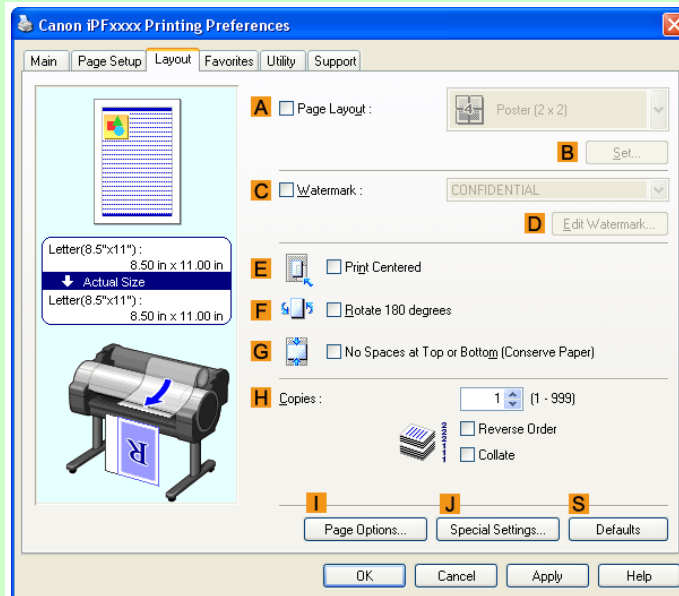 Canon iPFxxxx Printing Preferences
Main Page Setup Layout Favorites Utility Support
A Page Layout : 4 Poster (2 x 2)
B Set...
C Watermark : CONFIDENTIAL
D Edit Watermark...
Letter(8.5"x11") :
8.50 in x 11.00 in
Actual Size
Letter(8.5"x11") :
8.50 in x 11.00 in
E Print Centered
F Rotate 180 degrees
G No Spaces at Top or Bottom (Conserve Paper)
H Copies : 1 (1 - 999)
Reverse Order
Collate
222111
R
I J S
Page Options... Special Settings... Defaults
OK Cancel Apply Help